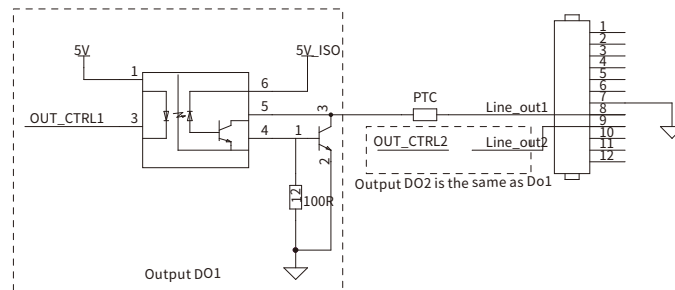 5V
5V_ISO
1
6
OUT_CTRL1
3
5
4
1
3
2
12
100R
Output DO1
PTC
Line_out1
OUT_CTRL2
Line_out2
Output DO2 is the same as Do1
1
2
3
4
5
6
7
8
9
10
11
12